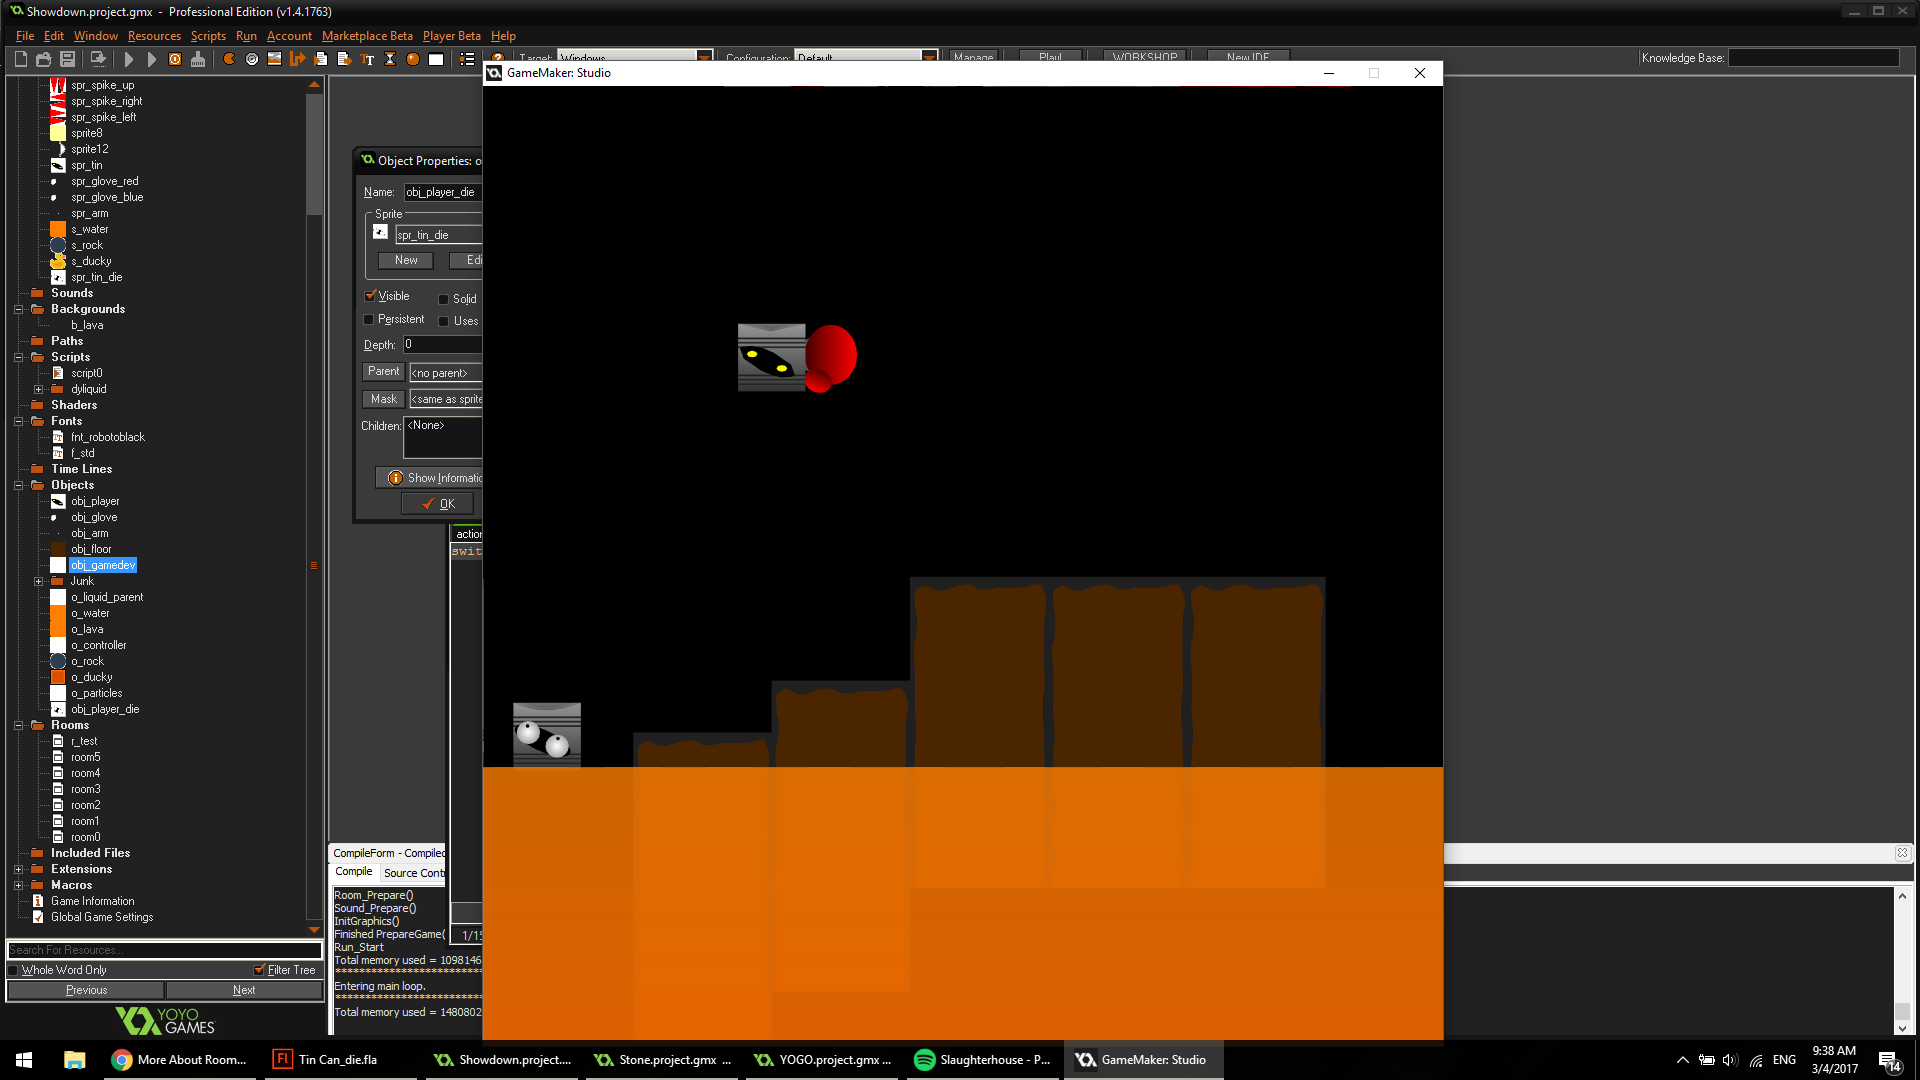 Showdown.project.gmx - Professional Edition (v1.4.1763)
File Edit Window Resources Scripts Run Account Marketplace Beta Player Beta Help
Target: Windows Configuration: Default Manage Play! WORKSHOP New IDE Knowledge Base:
GameMaker: Studio
spr_spike_up
spr_spike_right
spr_spike_left
sprite8
sprite12
spr_tin
spr_glove_red
spr_glove_blue
spr_arm
s_water
s_rock
s_ducky
spr_tin_die
Sounds
Backgrounds
b_lava
Paths
Scripts
script0
dyliquid
Shaders
Fonts
fnt_robotoblack
f_std
Time Lines
Objects
obj_player
obj_glove
obj_arm
obj_floor
obj_gamedev
Junk
o_liquid_parent
o_water
o_lava
o_controller
o_rock
o_ducky
o_particles
obj_player_die
Rooms
r_test
room5
room4
room3
room2
room1
room0
Included Files
Extensions
Macros
Game Information
Global Game Settings
Search For Resources...
Whole Word Only Filter Tree
Previous Next
YOYO
GAMES
Object Properties: o
Name: obj_player_die
Sprite
spr_tin_die
New Edi
Visible Solid
Persistent Uses
Depth: 0
Parent <no parent>
Mask <same as sprite
Children: <None>
Show Informatio
OK
action
swit
1/15
CompileForm - Compiled
Compile Source Contr
Room_Prepare()
Sound_Prepare()
InitGraphics()
Finished PrepareGame(
Run_Start
Total memory used = 1098146
Entering main loop.
Total memory used = 1480802
More About Room... Tin Can_die.fla Showdown.project.... Stone.project.gmx ... YOGO.project.gmx ... Slaughterhouse - P... GameMaker: Studio ENG 9:38 AM
3/4/2017 14